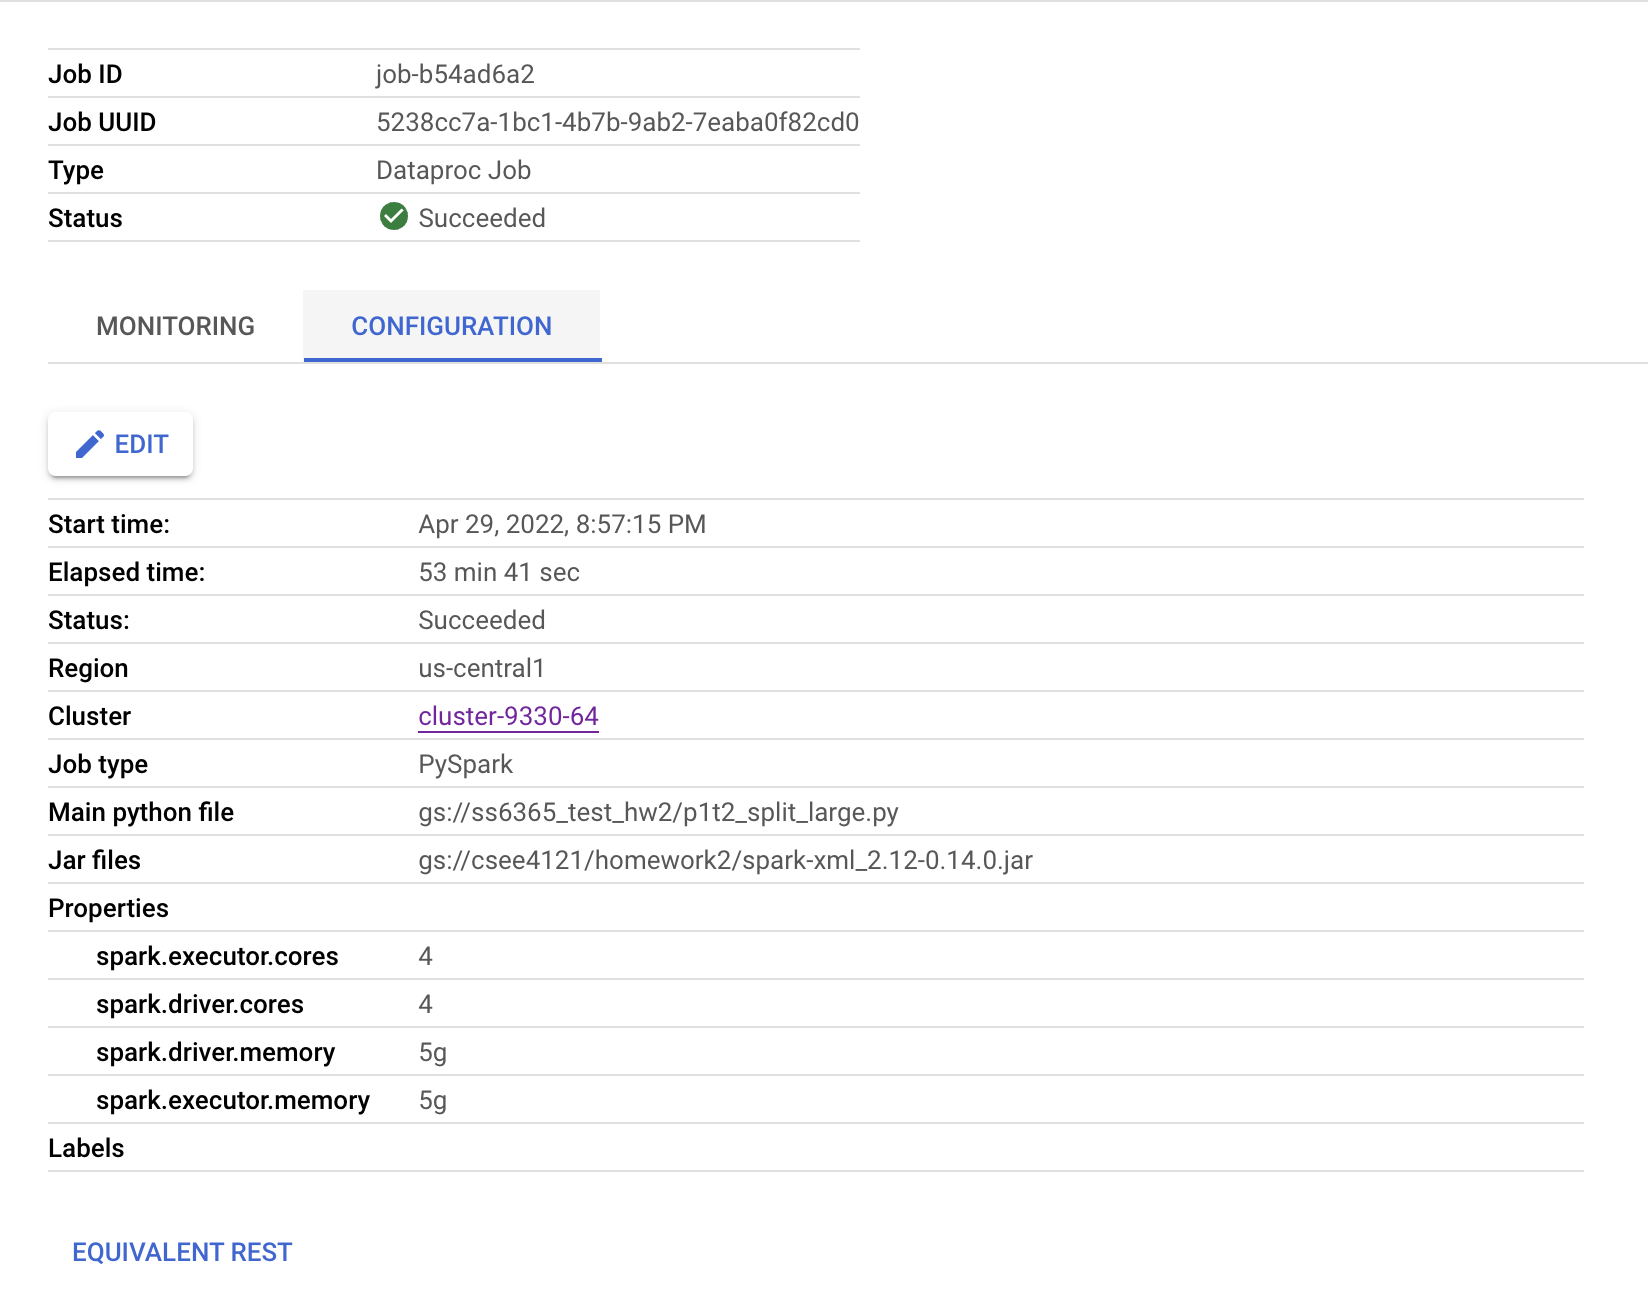 Job ID job-b54ad6a2
Job UUID 5238cc7a-1bc1-4b7b-9ab2-7eaba0f82cd0
Type Dataproc Job
Status Succeeded
MONITORING CONFIGURATION
EDIT
Start time: Apr 29, 2022, 8:57:15 PM
Elapsed time: 53 min 41 sec
Status: Succeeded
Region us-central1
Cluster cluster-9330-64
Job type PySpark
Main python file gs://ss6365_test_hw2/p1t2_split_large.py
Jar files gs://csee4121/homework2/spark-xml_2.12-0.14.0.jar
Properties
spark.executor.cores 4
spark.driver.cores 4
spark.driver.memory 5g
spark.executor.memory 5g
Labels
EQUIVALENT REST